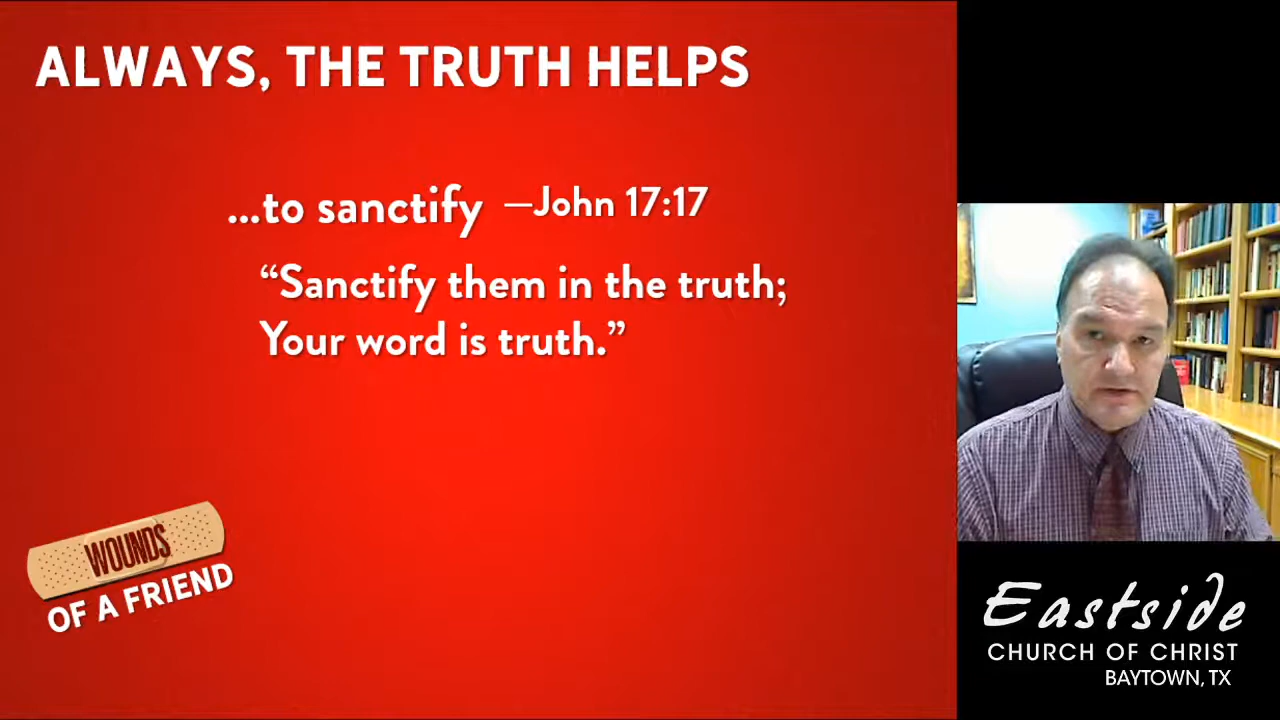 ALWAYS, THE TRUTH HELPS
...to sanctify —John 17:17
“Sanctify them in the truth;
Your word is truth.”
WOUNDS
OF A FRIEND
Eastside
CHURCH OF CHRIST
BAYTOWN, TX